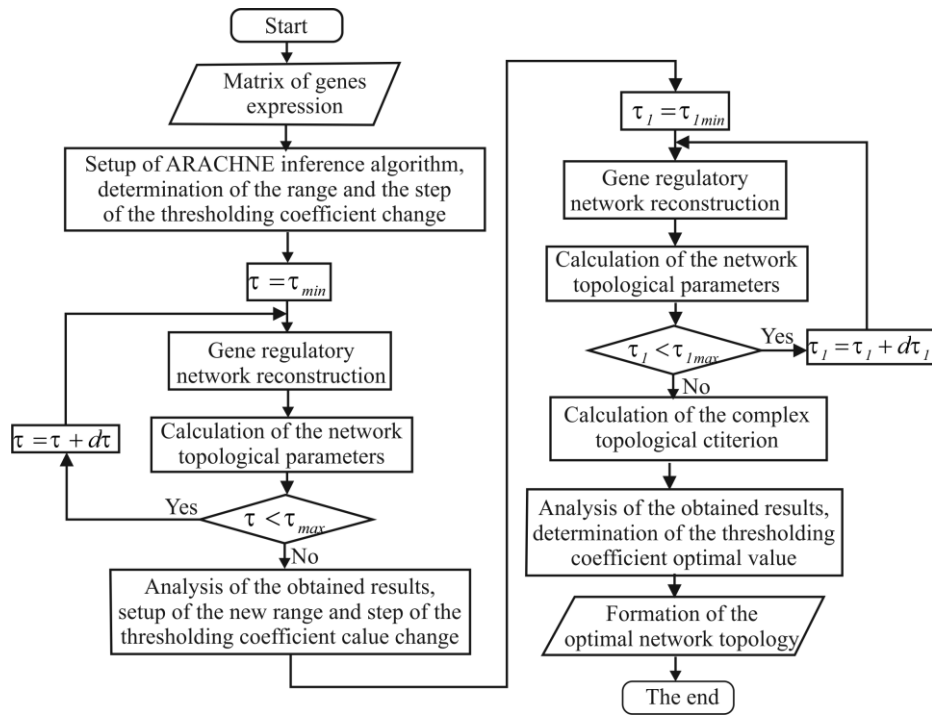 Start
Matrix of genes
expression
Setup of ARACHNE inference algorithm,
determination of the range and the step
of the thresholding coefficient change
τ = τ min
Gene regulatory
network reconstruction
Calculation of the network
topological parameters
τ < τ max
Yes
τ = τ + dτ
No
Analysis of the obtained results,
setup of the new range and step of the
thresholding coefficient calue change
τ1 = τ1min
Gene regulatory
network reconstruction
Calculation of the network
topological parameters
τ1 < τ1max
Yes
τ1 = τ1 + dτ1
No
Calculation of the complex
topological ctiterion
Analysis of the obtained results,
determination of the thresholding
coefficient optimal value
Formation of the
optimal network topology
The end